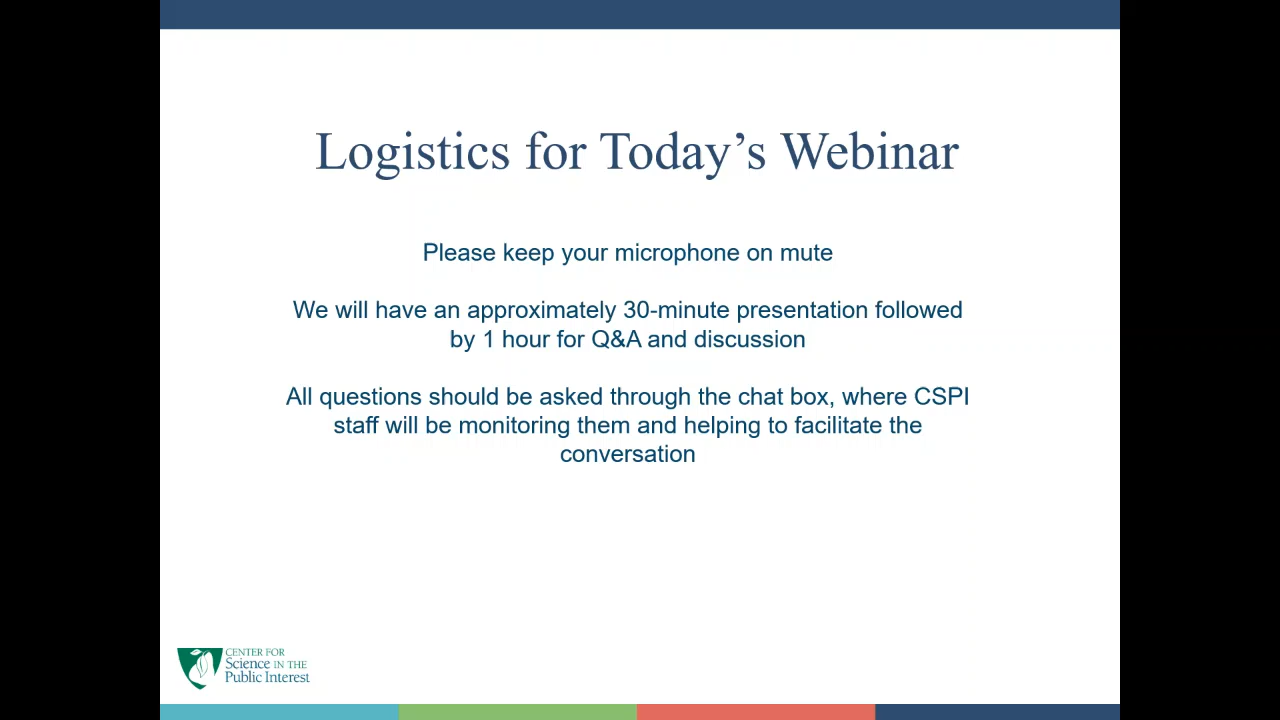 Logistics for Today’s Webinar
Please keep your microphone on mute
We will have an approximately 30-minute presentation followed
by 1 hour for Q&A and discussion
All questions should be asked through the chat box, where CSPI
staff will be monitoring them and helping to facilitate the
conversation
CENTER FOR
Science IN THE
Public Interest